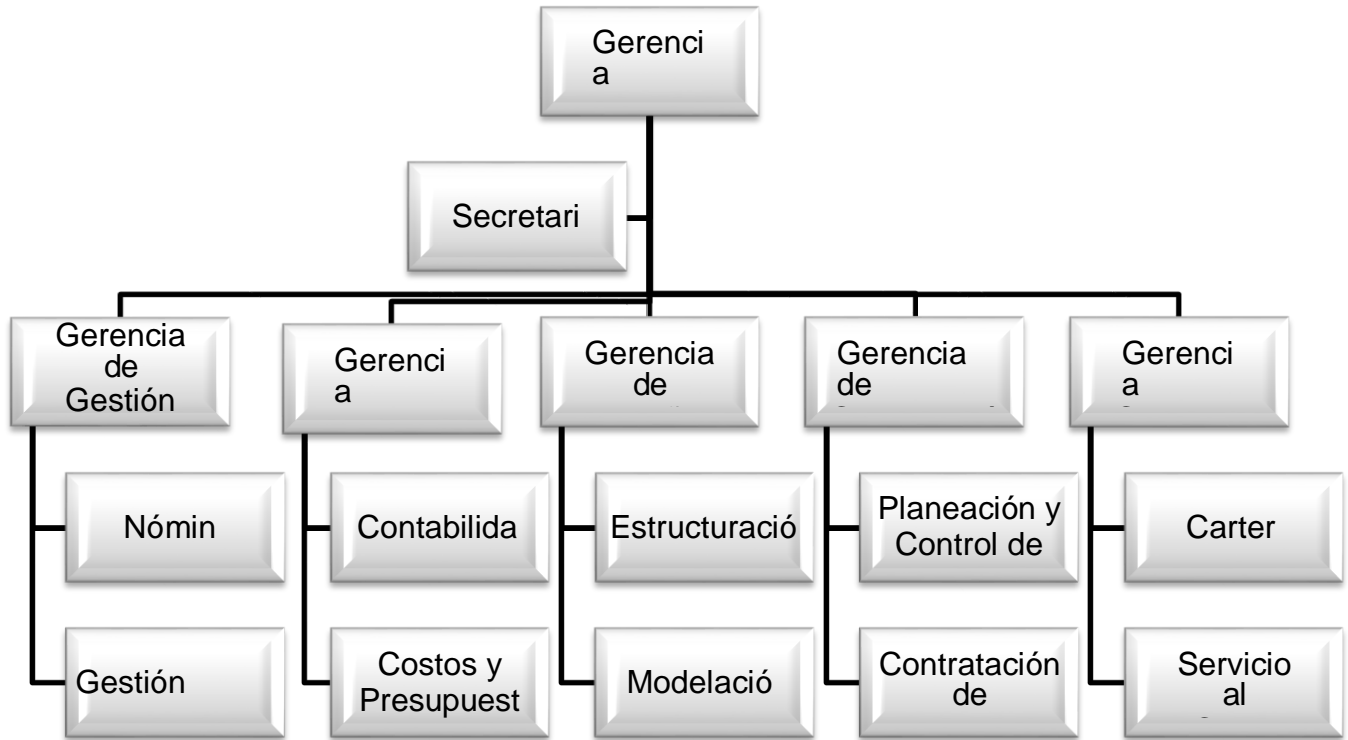 Gerenci
a
Secretari
Gerencia
de
Gestión
Gerenci
a
Gerencia
de
Gerencia
de
Gerenci
a
Nómin
Contabilida
Estructuració
Planeación y
Control de
Carter
Gestión
Costos y
Presupuest
Modelació
Contratación
de
Servicio
al